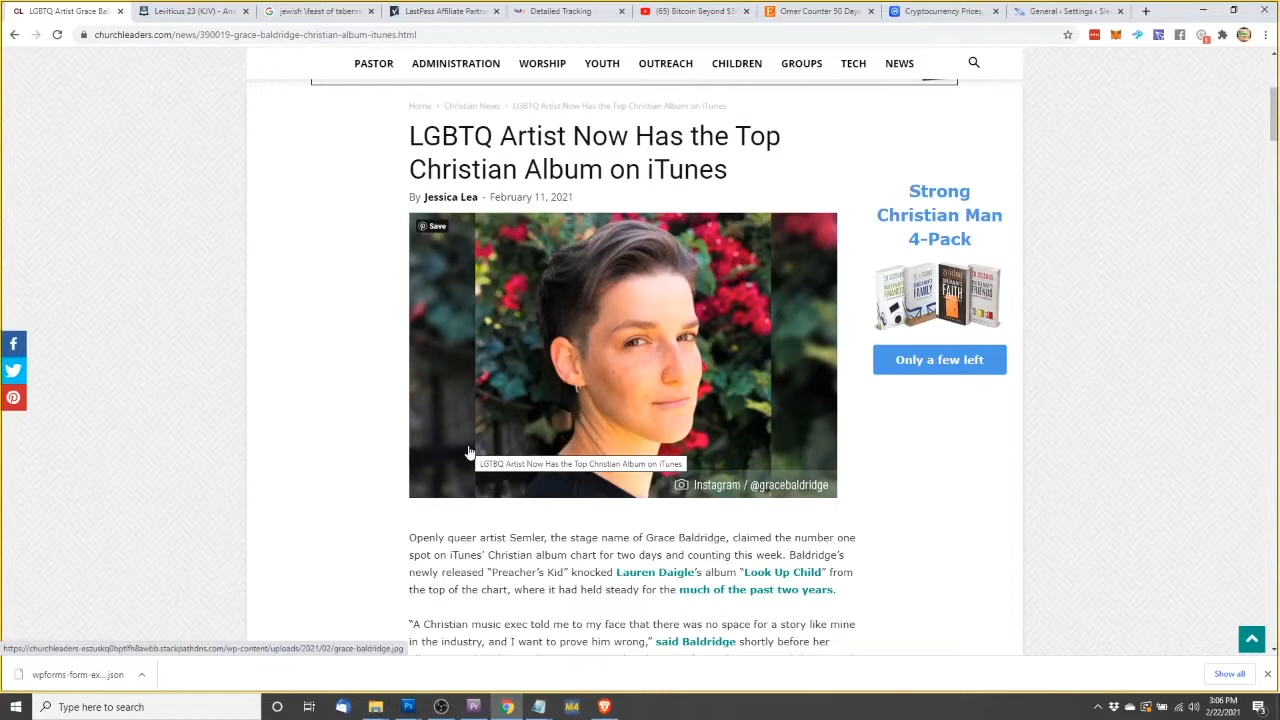 LGBTQ Artist Grace Bal
Leviticus 23 (KJV) - An
jewish feast of taberna
LastPass Affiliate Partn
Detailed Tracking
(65) Bitcoin Beyond $5
Omer Counter 50 Days
Cryptocurrency Prices,
General ‹ Settings ‹ Sle
churchleaders.com/news/390019-grace-baldridge-christian-album-itunes.html
PASTOR ADMINISTRATION WORSHIP YOUTH OUTREACH CHILDREN GROUPS TECH NEWS
Home › Christian News › LGBTQ Artist Now Has the Top Christian Album on iTunes
LGBTQ Artist Now Has the Top
Christian Album on iTunes
By Jessica Lea - February 11, 2021
Save
LGTBQ Artist Now Has the Top Christian Album on iTunes
Instagram / @gracebaldridge
Strong
Christian Man
4-Pack
FAMILY
FAITH
Only a few left
Openly queer artist Semler, the stage name of Grace Baldridge, claimed the number one
spot on iTunes' Christian album chart for two days and counting this week. Baldridge's
newly released “Preacher's Kid” knocked Lauren Daigle's album “Look Up Child” from
the top of the chart, where it had held steady for the much of the past two years.
“A Christian music exec told me to my face that there was no space for a story like mine
in the industry, and I want to prove him wrong,” said Baldridge shortly before her
https://churchleaders-eszuskq0bptlfh8awbb.stackpathdns.com/wp-content/uploads/2021/02/grace-baldridge.jpg
wpforms-form-ex....json
Show all
Type here to search
3:06 PM
2/22/2021